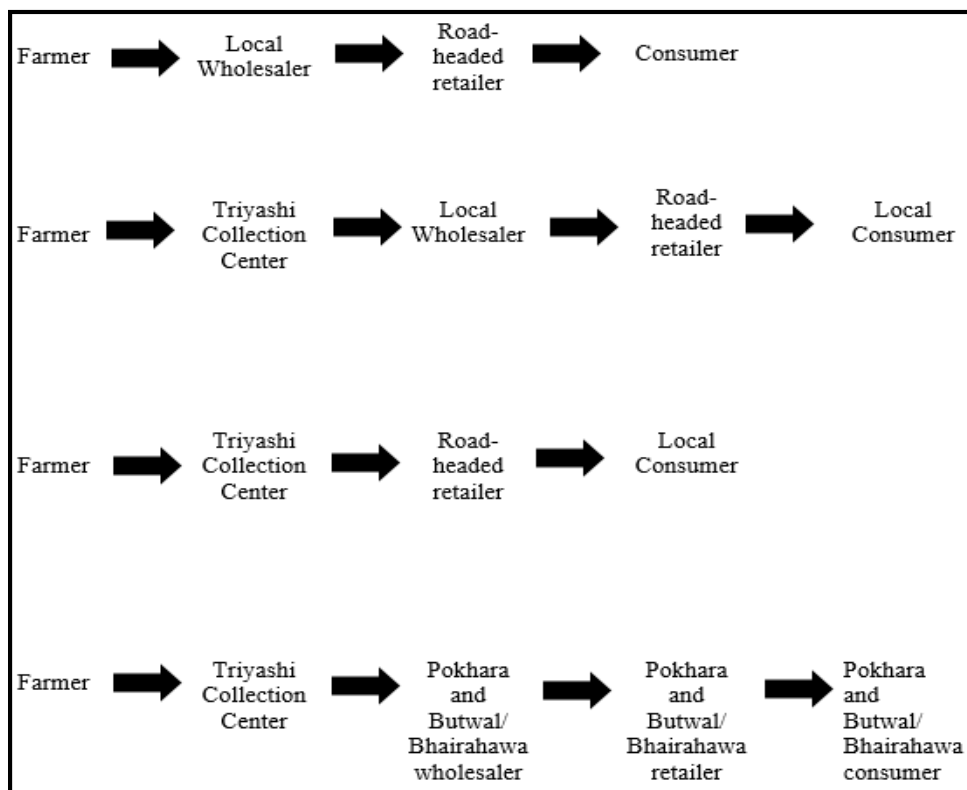 Farmer
Local
Wholesaler
Road-
headed
retailer
Consumer
Farmer
Triyashi
Collection
Center
Local
Wholesaler
Road-
headed
retailer
Local
Consumer
Farmer
Triyashi
Collection
Center
Road-
headed
retailer
Local
Consumer
Farmer
Triyashi
Collection
Center
Pokhara
and
Butwal/
Bhairahawa
wholesaler
Pokhara
and
Butwal/
Bhairahawa
retailer
Pokhara
and
Butwal/
Bhairahawa
consumer